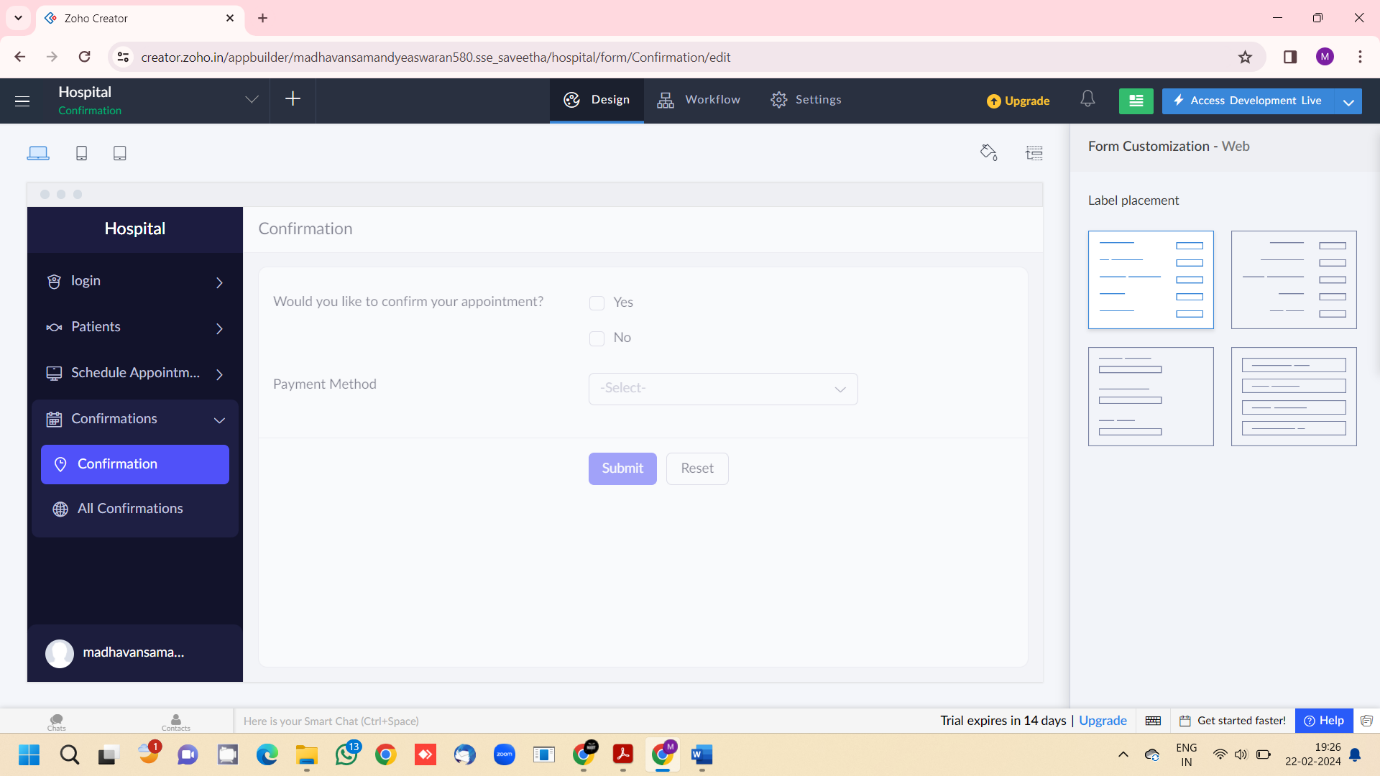 Zoho Creator
creator.zoho.in/appbuilder/madhavansamandyeaswaran580.sse_saveetha/hospital/form/Confirmation/edit
M
Hospital
Confirmation
Design
Workflow
Settings
Upgrade
Access Development Live
Form Customization - Web
Label placement
Hospital
login
Patients
Schedule Appointm...
Confirmations
Confirmation
All Confirmations
madhavansama...
Confirmation
Would you like to confirm your appointment?
Yes
No
Payment Method
-Select-
Submit
Reset
Chats
Contacts
Here is your Smart Chat (Ctrl+Space)
Trial expires in 14 days | Upgrade
Get started faster!
Help
1
13
zoom
M
W
ENG
IN
19:26
22-02-2024